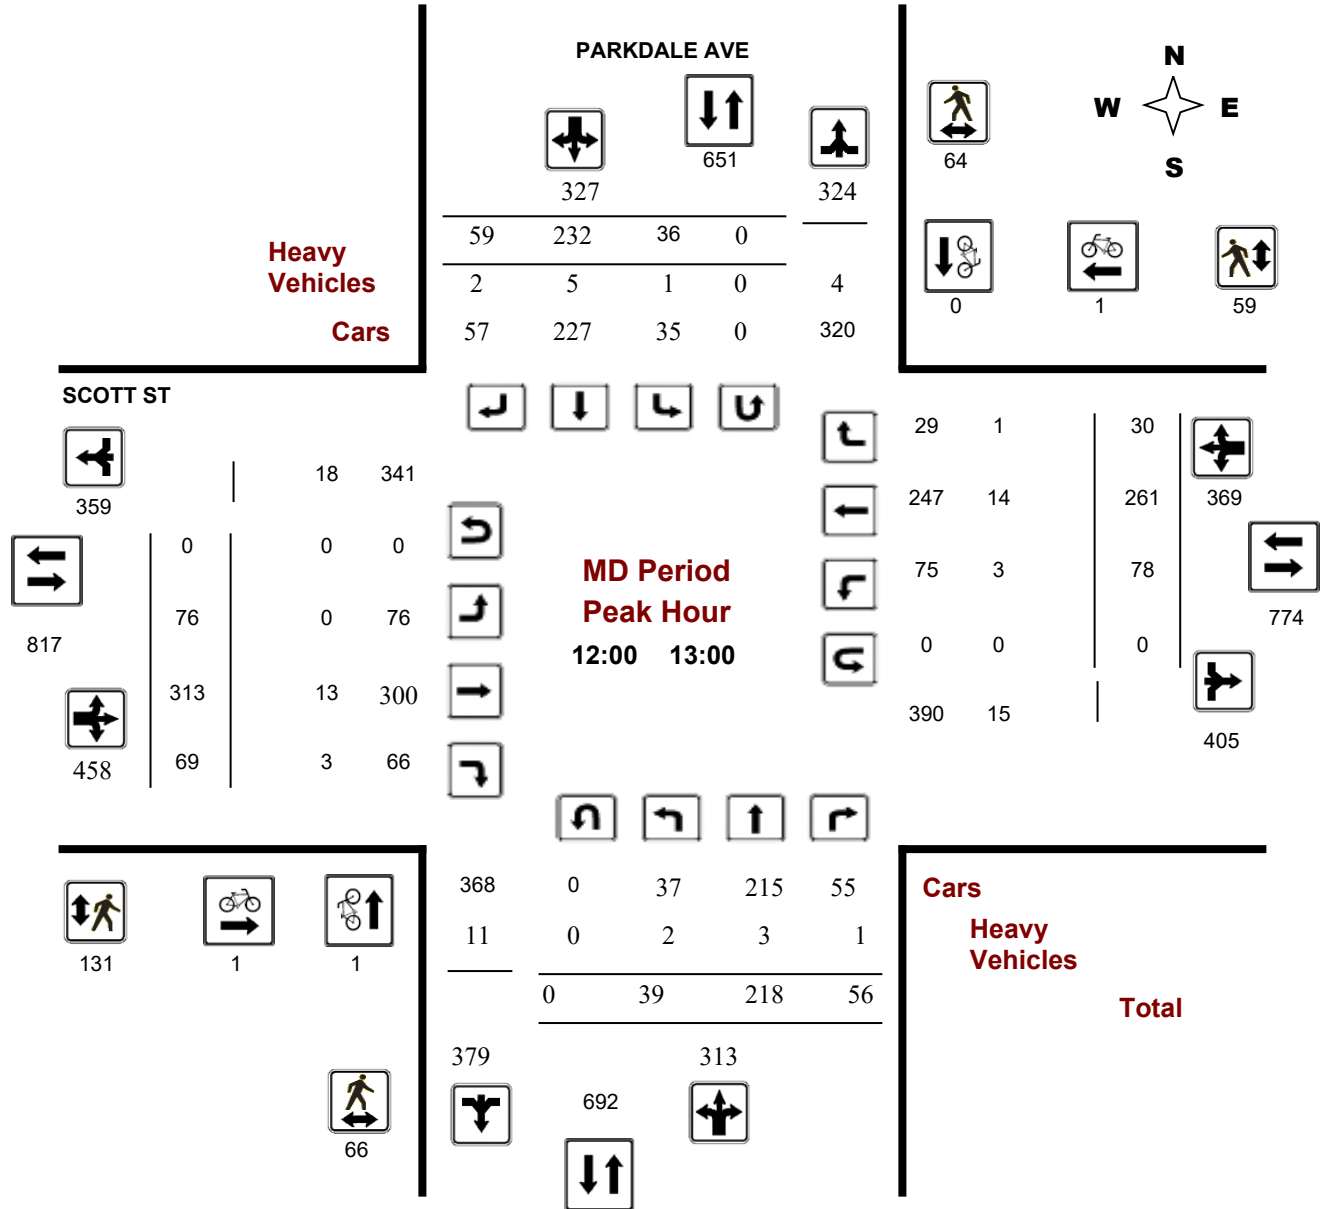 PARKDALE AVE
N
W E
S
651
64
327 324
59 232 36 0
Heavy
Vehicles
2 5 1 0 4
0 1 59
Cars
57 227 35 0 320
SCOTT ST
29 1 30
18 341
359
247 14 261 369
0 0 0
MD Period
75 3 78
Peak Hour
76 0 76
774
817
12:00 13:00
0 0 0
313 13 300
390 15
405
458 69 3 66
368 0 37 215 55
Cars
11 0 2 3 1
Heavy
Vehicles
131 1 1
0 39 218 56
Total
379 313
692
66